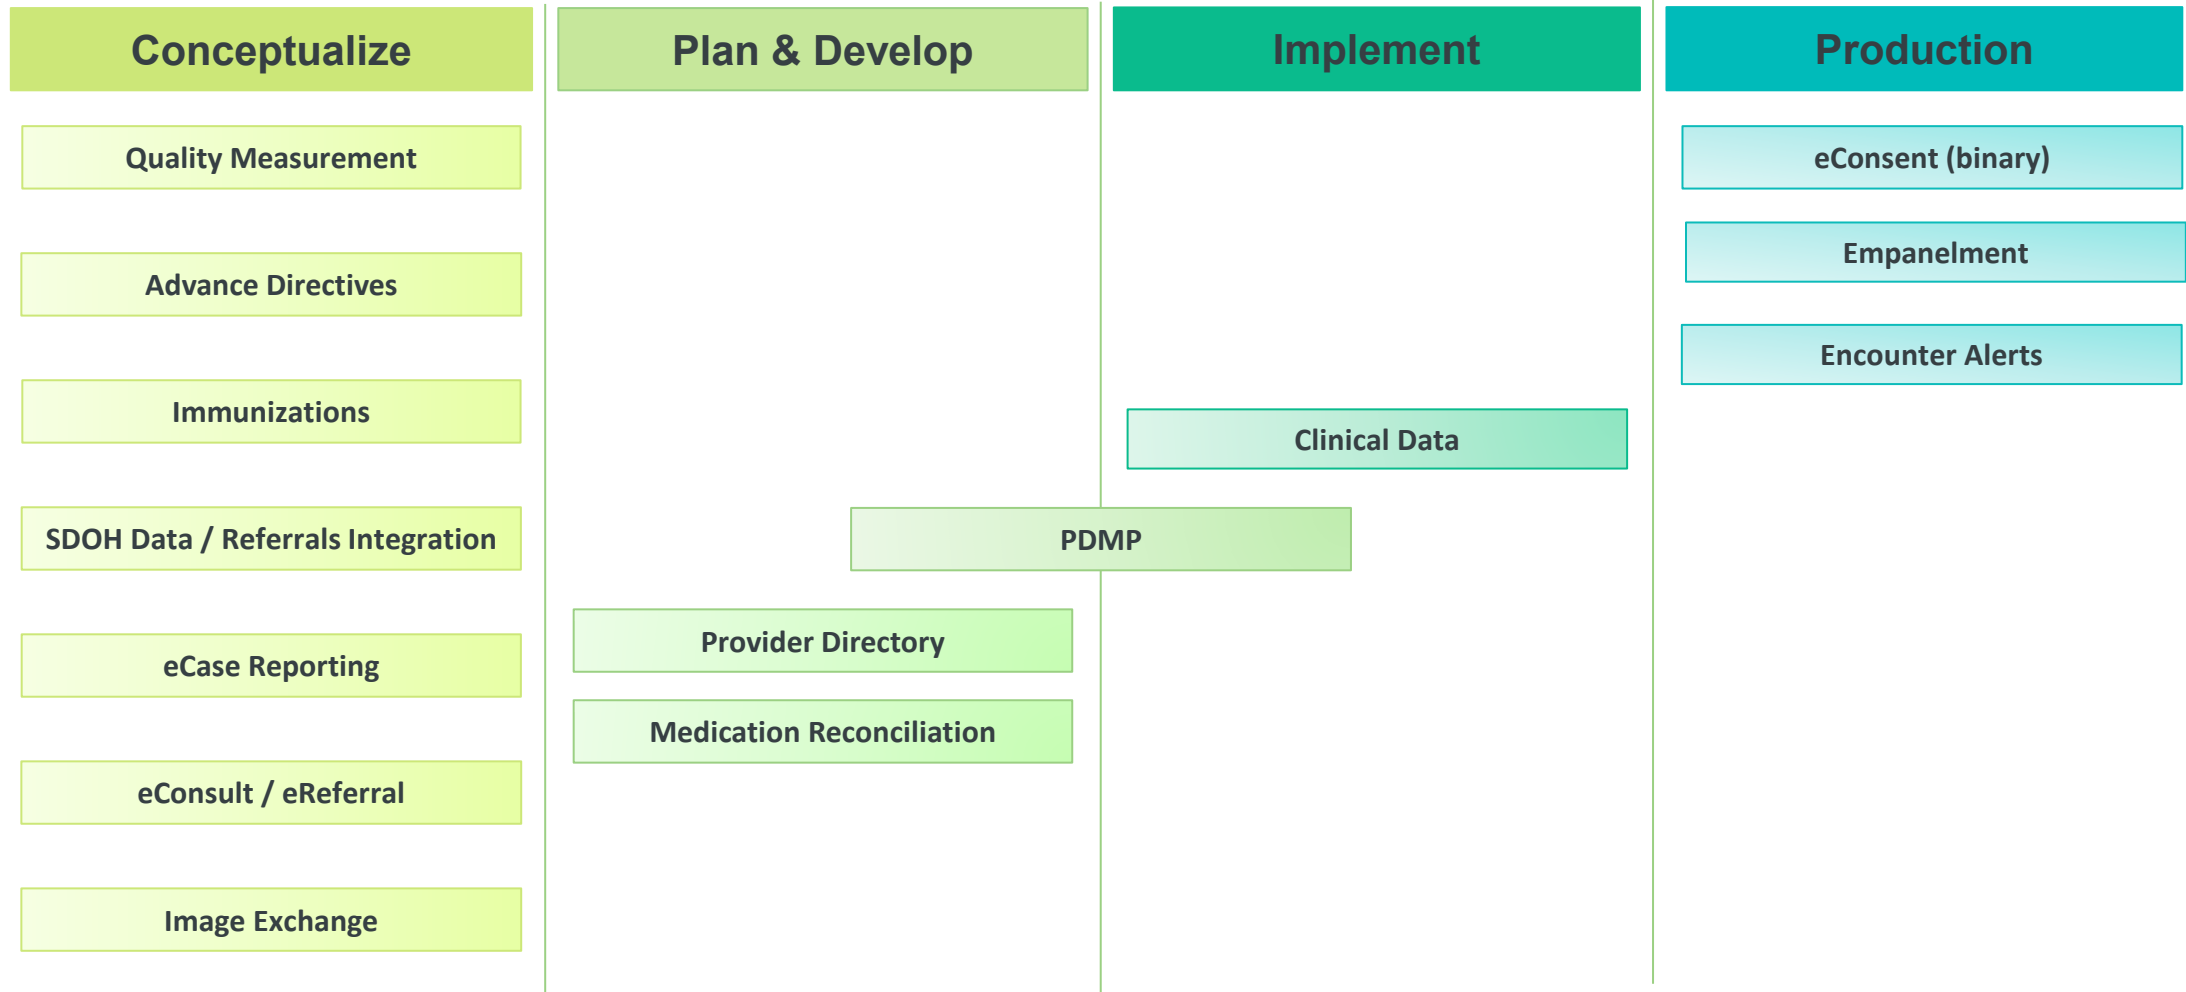 Conceptualize
Plan & Develop
Implement
Production
Quality Measurement
Advance Directives
Immunizations
SDOH Data / Referrals Integration
eCase Reporting
eConsult / eReferral
Image Exchange
PDMP
Provider Directory
Medication Reconciliation
Clinical Data
eConsent (binary)
Empanelment
Encounter Alerts